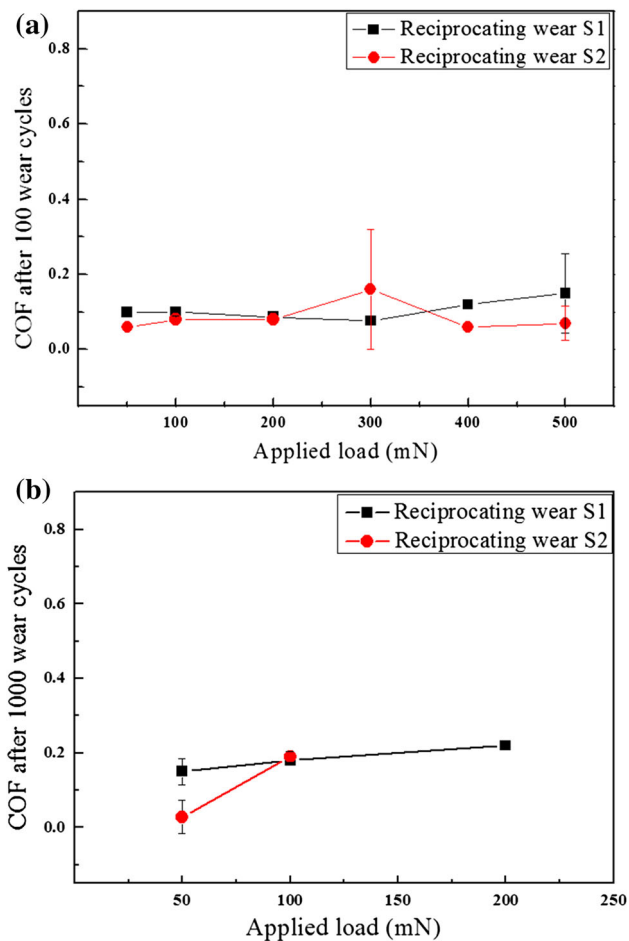 (a)
Reciprocating wear S1
Reciprocating wear S2
COF after 100 wear cycles
0.8
0.6
0.4
0.2
0.0
100 200 300 400 500
Applied load (mN)
(b)
Reciprocating wear S1
Reciprocating wear S2
COF after 1000 wear cycles
0.8
0.6
0.4
0.2
0.0
50 100 150 200 250
Applied load (mN)